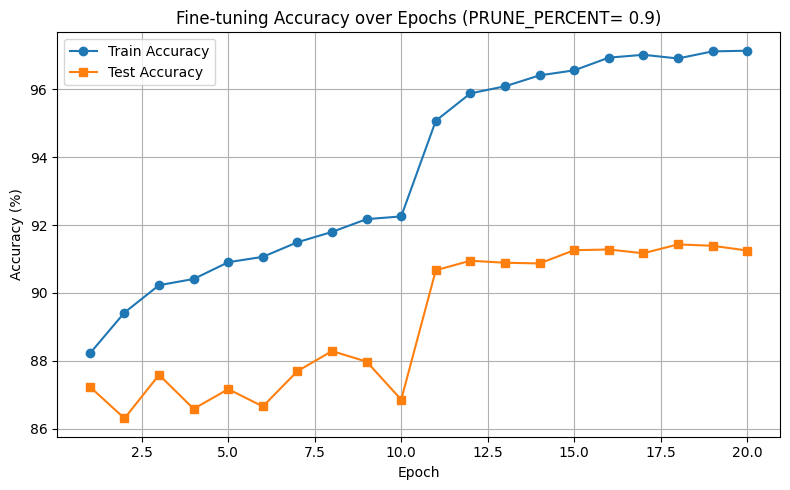 Fine-tuning Accuracy over Epochs (PRUNE_PERCENT= 0.9)
Train Accuracy
Test Accuracy
96
94
92
90
88
86
Accuracy (%)
2.5 5.0 7.5 10.0 12.5 15.0 17.5 20.0
Epoch